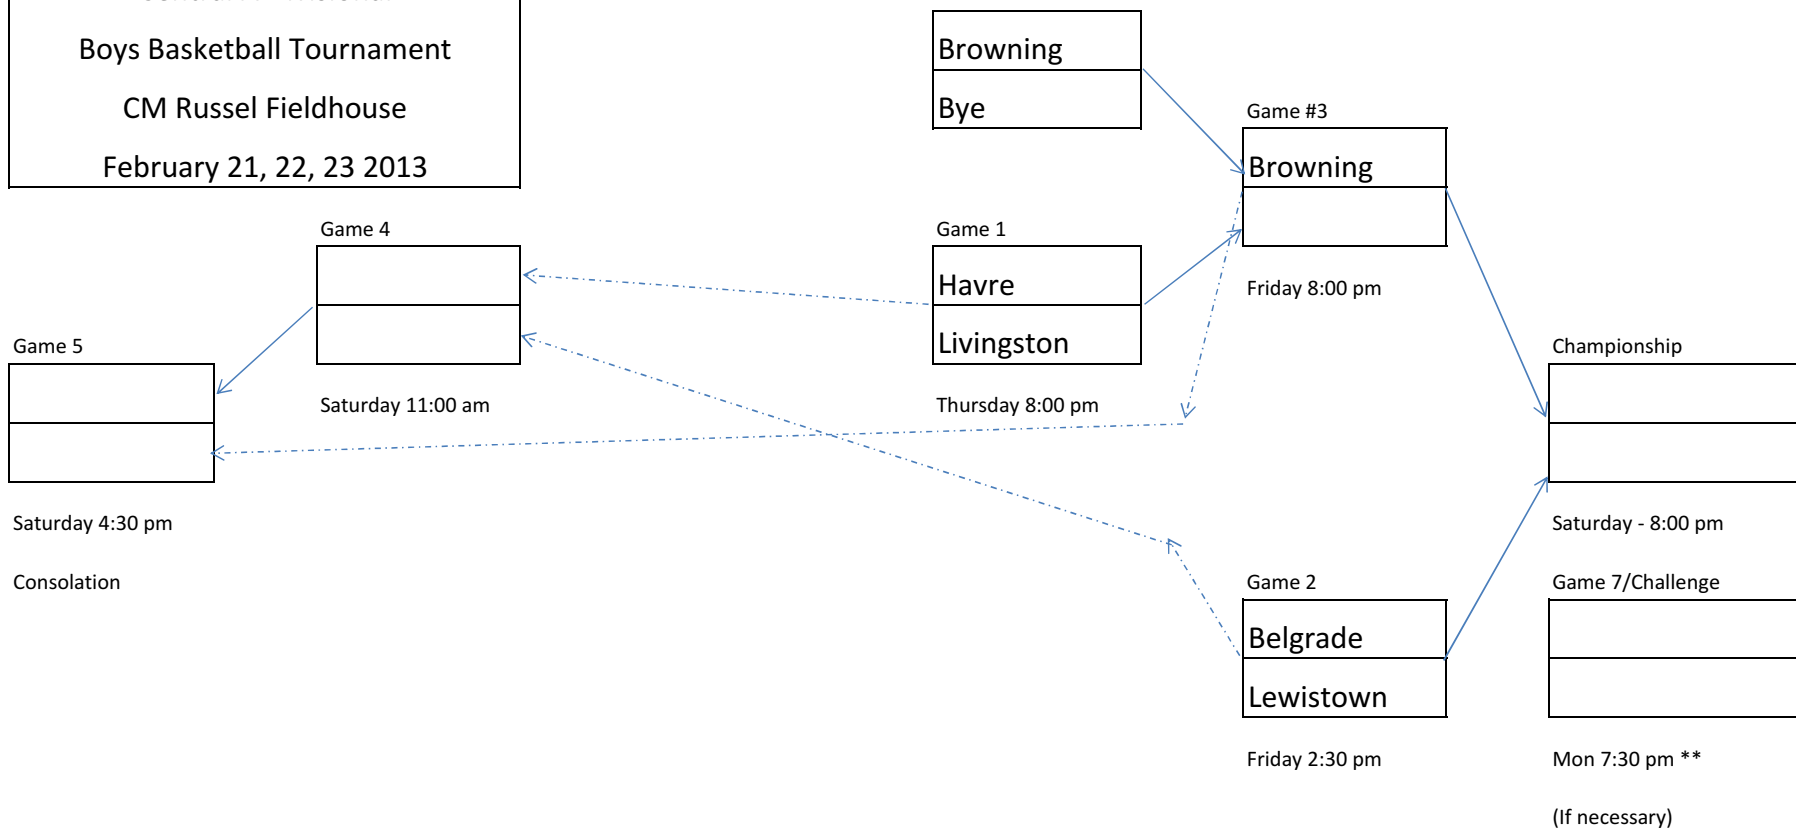 Boys Basketball Tournament
CM Russel Fieldhouse
February 21, 22, 23 2013
Browning
Bye
Game #3
Browning
Friday 8:00 pm
Game 1
Havre
Livingston
Thursday 8:00 pm
Game 4
Saturday 11:00 am
Game 5
Saturday 4:30 pm
Consolation
Championship
Saturday - 8:00 pm
Game 2
Belgrade
Lewistown
Friday 2:30 pm
Game 7/Challenge
Mon 7:30 pm **
(If necessary)